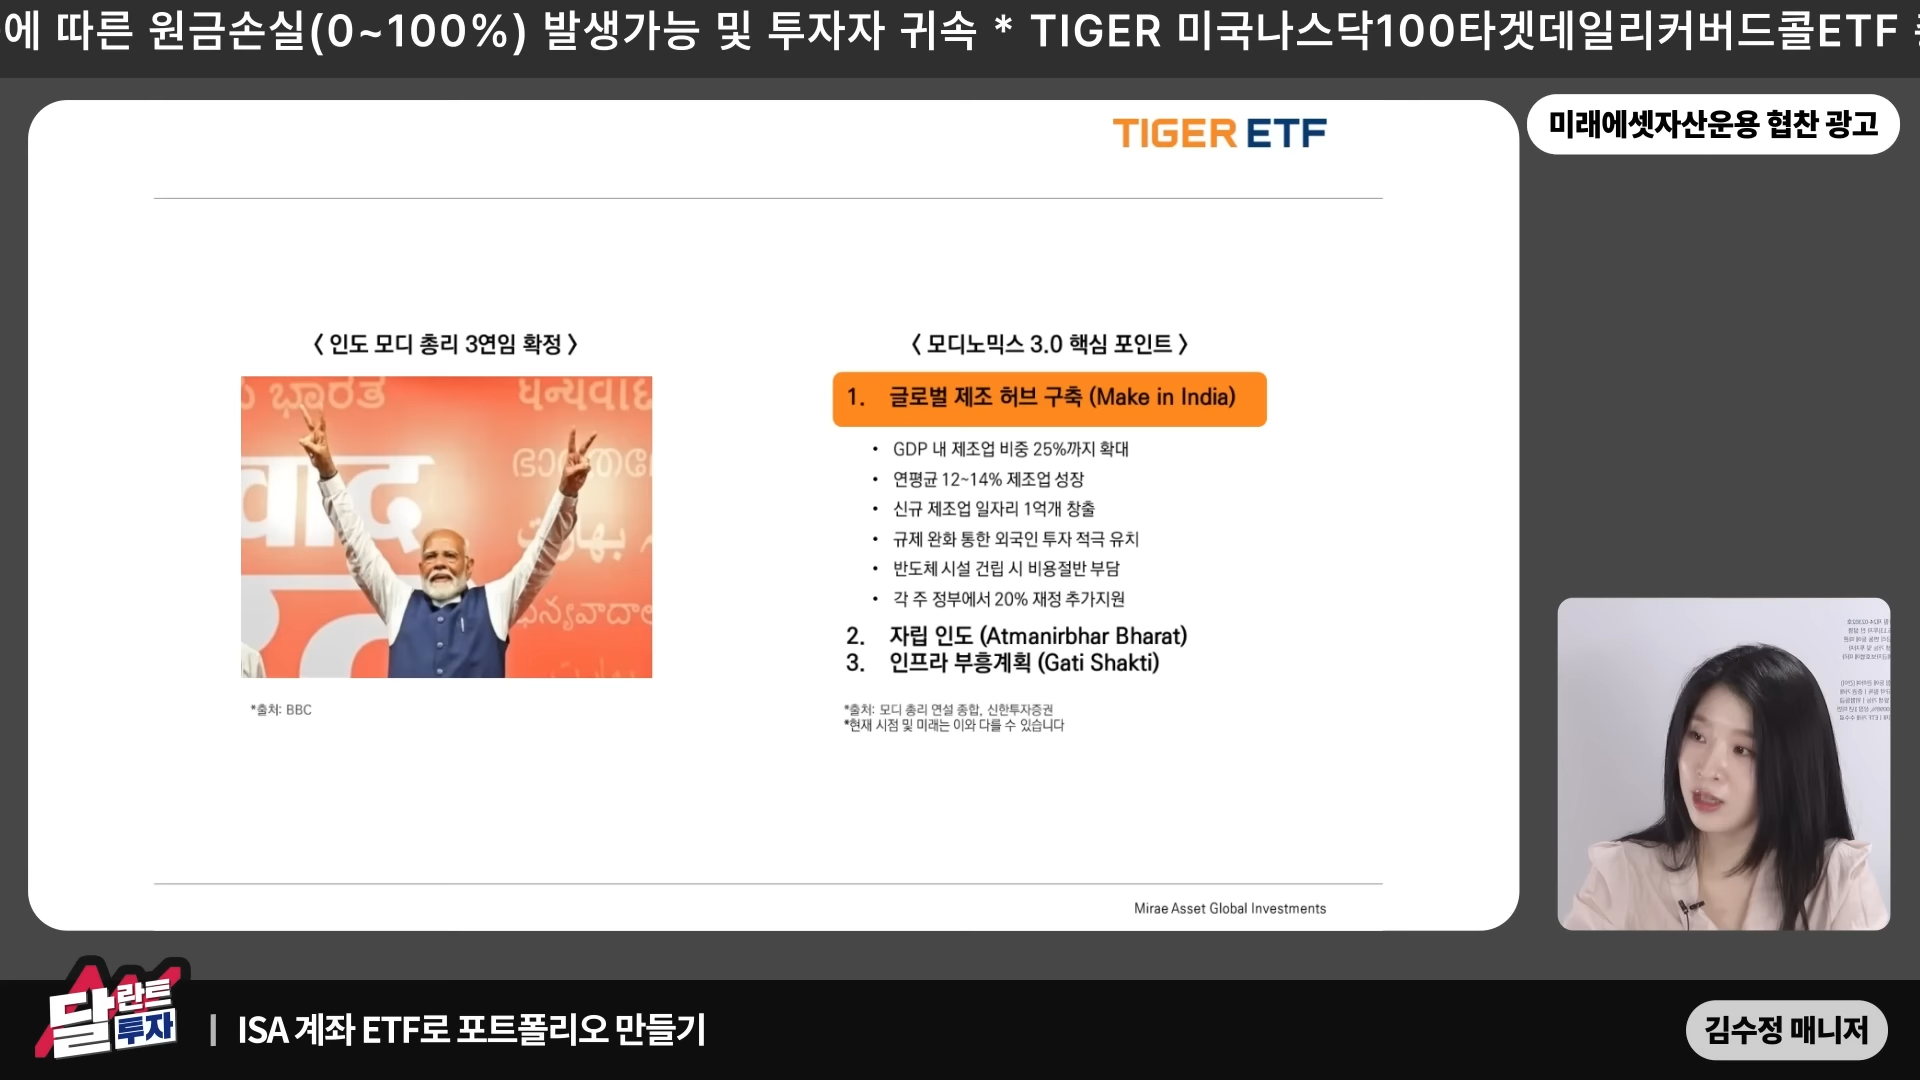 에 따른 원금손실(0~100%) 발생가능 및 투자자 귀속 * TIGER 미국나스닥100타겟데일리커버드콜ETF
미래에셋자산운용 협찬 광고
TIGER ETF
〈 인도 모디 총리 3연임 확정 〉
*출처: BBC
〈 모디노믹스 3.0 핵심 포인트 〉
1. 글로벌 제조 허브 구축 (Make in India)
• GDP 내 제조업 비중 25%까지 확대
• 연평균 12~14% 제조업 성장
• 신규 제조업 일자리 1억개 창출
• 규제 완화 통한 외국인 투자 적극 유치
• 반도체 시설 건립 시 비용절반 부담
• 각 주 정부에서 20% 재정 추가지원
2. 자립 인도 (Atmanirbhar Bharat)
3. 인프라 부흥계획 (Gati Shakti)
*출처: 모디 총리 연설 종합, 신한투자증권
*현재 시점 및 미래는 이와 다를 수 있습니다
Mirae Asset Global Investments
달란트
투자
| ISA 계좌 ETF로 포트폴리오 만들기
김수정 매니저